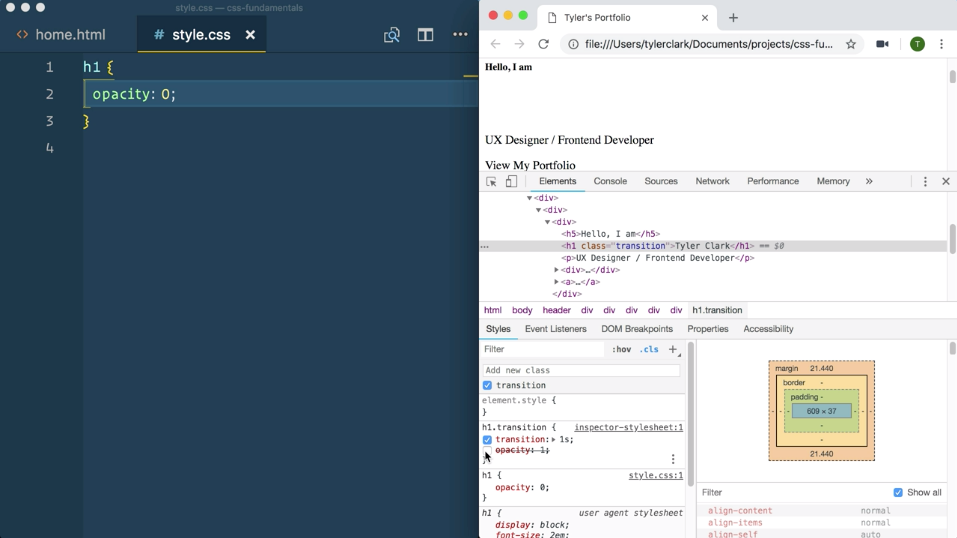 style.css — css-fundamentals
<> home.html
# style.css ×
1 h1 {
2 opacity: 0;
3 }
4
Tyler's Portfolio
file:///Users/tylerclark/Documents/projects/css-fu...
T
Hello, I am
UX Designer / Frontend Developer
View My Portfolio
Elements Console Sources Network Performance Memory »
▼<div>
▼<div>
▼<div>
<h5>Hello, I am</h5>
... <h1 class="transition">Tyler Clark</h1> == $0
<p>UX Designer / Frontend Developer</p>
▶<div>…</div>
▶<a>…</a>
</div>
html body header div div div div div h1.transition
Styles Event Listeners DOM Breakpoints Properties Accessibility
Filter :hov .cls +
Add new class
transition
element.style {
}
h1.transition { inspector-stylesheet:1
transition:▶ 1s;
opacity: 1;
}
h1 { style.css:1
opacity: 0;
}
h1 { user agent stylesheet
display: block;
font-size: 2em;
margin 21.440
border -
padding -
- - - 609 × 37 - - -
-
-
21.440
Filter Show all
align-content normal
align-items normal
align-self auto